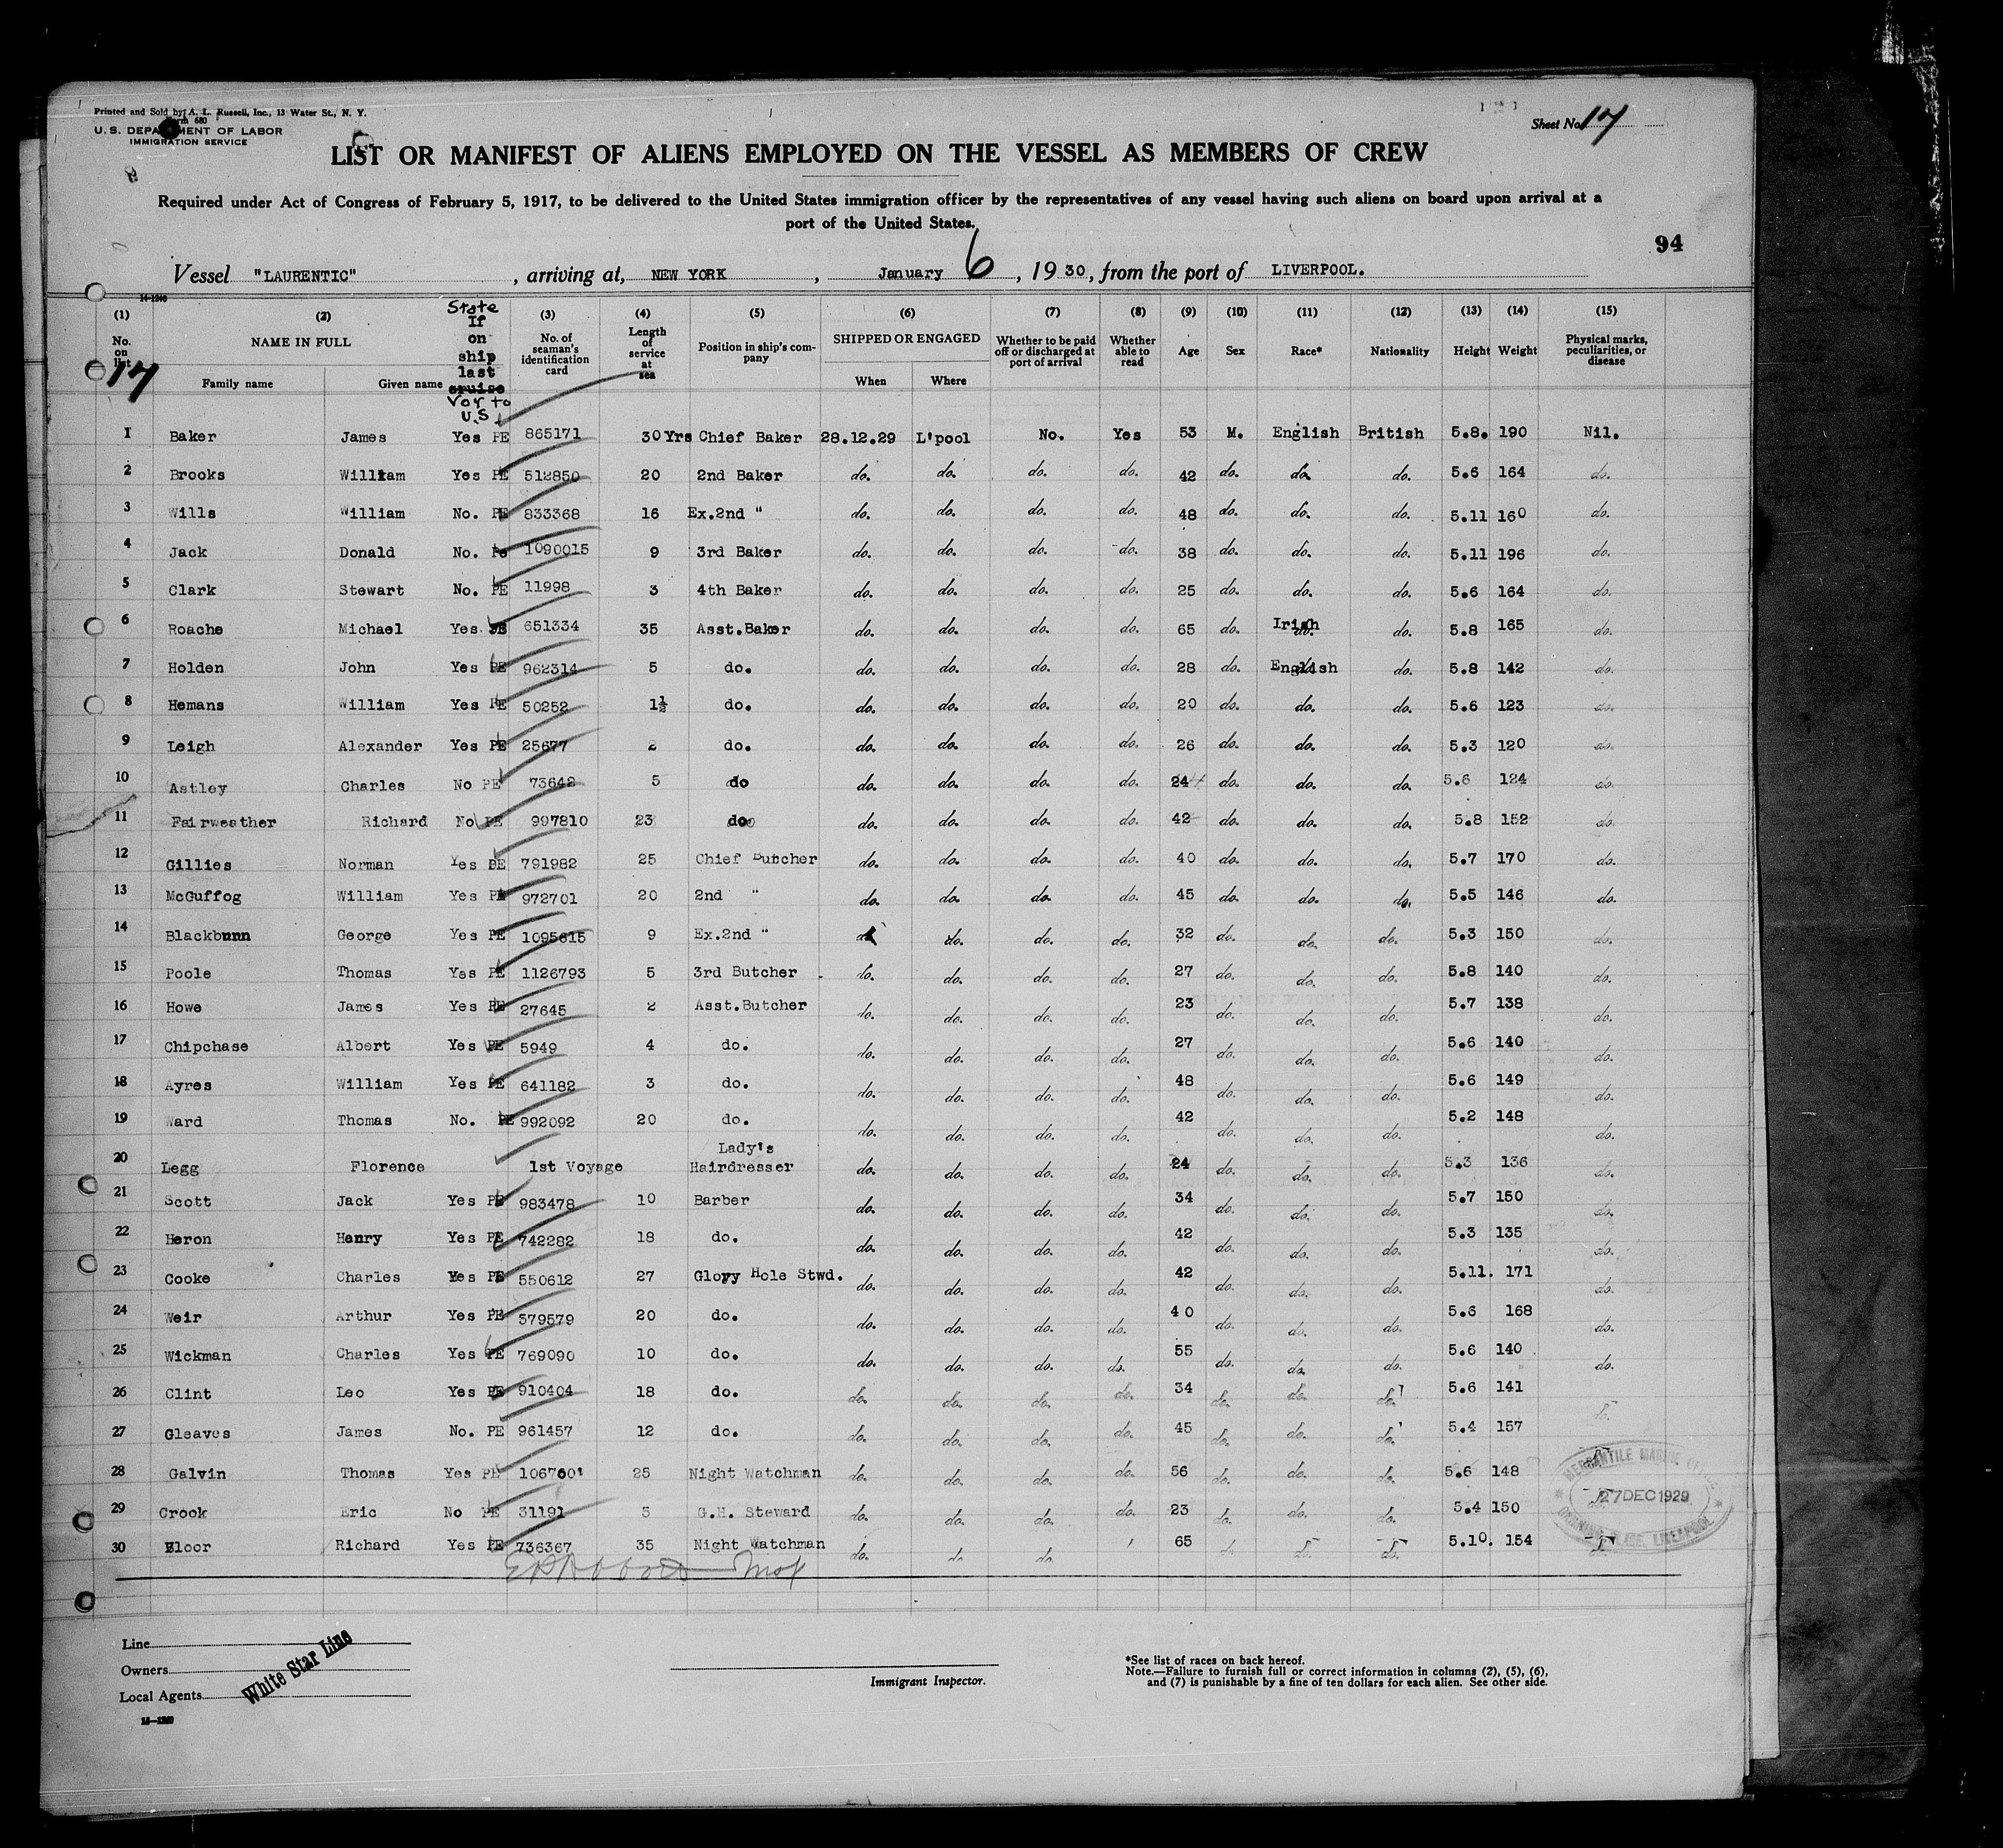 Printed and Sold by A. L. Russell, Inc., 13 Water St., N. Y.
Form 680
U. S. DEPARTMENT OF LABOR
IMMIGRATION SERVICE
Sheet No. 17
LIST OR MANIFEST OF ALIENS EMPLOYED ON THE VESSEL AS MEMBERS OF CREW
Required under Act of Congress of February 5, 1917, to be delivered to the United States immigration officer by the representatives of any vessel having such aliens on board upon arrival at a
port of the United States.
94
Vessel "LAURENTIC", arriving at, NEW YORK, January 6, 1930, from the port of LIVERPOOL.
14-1240
(1) (2) State If on ship last cruise Voy to U.S (3) (4) (5) (6) (7) (8) (9) (10) (11) (12) (13) (14) (15)
No. on list NAME IN FULL No. of seaman's identification card Length of service at sea Position in ship's company SHIPPED OR ENGAGED Whether to be paid off or discharged at port of arrival Whether able to read Age Sex Race* Nationality Height Weight Physical marks, peculiarities, or disease
17 Family name Given name When Where
1 Baker James Yes PE 865171 30Yrs Chief Baker 28.12.29 L'pool No. Yes 53 M. English British 5.8. 190 Nil.
2 Brooks William Yes PE 512850 20 2nd Baker do. do. do. do. 42 do. do. do. 5.6 164 do.
3 Wills William No. PE 833368 16 Ex.2nd " do. do. do. do. 48 do. do. do. 5.11 160 do.
4 Jack Donald No. PE 1090015 9 3rd Baker do. do. do. do. 38 do. do. do. 5.11 196 do.
5 Clark Stewart No. PE 11998 3 4th Baker do. do. do. do. 25 do. do. do. 5.6 164 do.
6 Roache Michael Yes PE 651334 35 Asst.Baker do. do. do. do. 65 do. Irish do. 5.8 165 do.
7 Holden John Yes PE 962314 5 do. do. do. do. do. 28 do. English do. 5.8 142 do.
8 Hemans William Yes PE 50252 1½ do. do. do. do. do. 20 do. do. do. 5.6 123 do.
9 Leigh Alexander Yes PE 25677 2 do. do. do. do. do. 26 do. do. do. 5.3 120 do.
10 Astley Charles No PE 73642 5 do do. do. do. do. 24 do. do. do. 5.6 124 do.
11 Fairweather Richard No PE 997810 23 do do. do. do. do. 42 do. do. do. 5.8 152 do.
12 Gillies Norman Yes PE 791982 25 Chief Butcher do. do. do. do. 40 do. do. do. 5.7 170 do.
13 McGuffog William Yes PE 972701 20 2nd " do. do. do. do. 45 do. do. do. 5.5 146 do.
14 Blackbunn George Yes PE 1095615 9 Ex.2nd " do. do. do. do. 32 do. do. do. 5.3 150 do.
15 Poole Thomas Yes PE 1126793 5 3rd Butcher do. do. do. do. 27 do. do. do. 5.8 140 do.
16 Howe James Yes PE 27645 2 Asst.Butcher do. do. do. do. 23 do. do. do. 5.7 138 do.
17 Chipchase Albert Yes PE 5949 4 do. do. do. do. do. 27 do. do. do. 5.6 140 do.
18 Ayres William Yes PE 641182 3 do. do. do. do. do. 48 do. do. do. 5.6 149 do.
19 Ward Thomas No. PE 992092 20 do. do. do. do. do. 42 do. do. do. 5.2 148 do.
20 Legg Florence 1st Voyage Lady's Hairdresser do. do. do. do. 24 do. do. do. 5.3 136 do.
21 Scott Jack Yes PE 983478 10 Barber do. do. do. do. 34 do. do. do. 5.7 150 do.
22 Heron Henry Yes PE 742282 18 do. do. do. do. do. 42 do. do. do. 5.3 135 do.
23 Cooke Charles Yes PE 550612 27 Glory Hole Stwd. do. do. do. do. 42 do. do. do. 5.11. 171 do.
24 Weir Arthur Yes PE 579579 20 do. do. do. do. do. 40 do. do. do. 5.6 168 do.
25 Wickman Charles Yes PE 769090 10 do. do. do. do. do. 55 do. do. do. 5.6 140 do.
26 Clint Leo Yes PE 910404 18 do. do. do. do. do. 34 do. do. do. 5.6 141 do.
27 Gleaves James No. PE 961457 12 do. do. do. do. do. 45 do. do. do. 5.4 157
28 Galvin Thomas Yes PE 25 Night Watchman do. do. do. do. 56 do. do. do. 5.6 148
29 Crook Eric No PE 31191 5 G.H. Steward do. do. do. do. 23 do. do. do. 5.4 150
30 Richard Yes PE 736367 35 Night Watchman do. do do. 65 do. do. do. 5.10. 154 do.
MERCANTILE MARINE OFFICE
27 DEC 1929
LIVERPOOL
Line
Owners
Local Agents
White Star Line
Immigrant Inspector.
*See list of races on back hereof.
Note.—Failure to furnish full or correct information in columns (2), (5), (6),
and (7) is punishable by a fine of ten dollars for each alien. See other side.